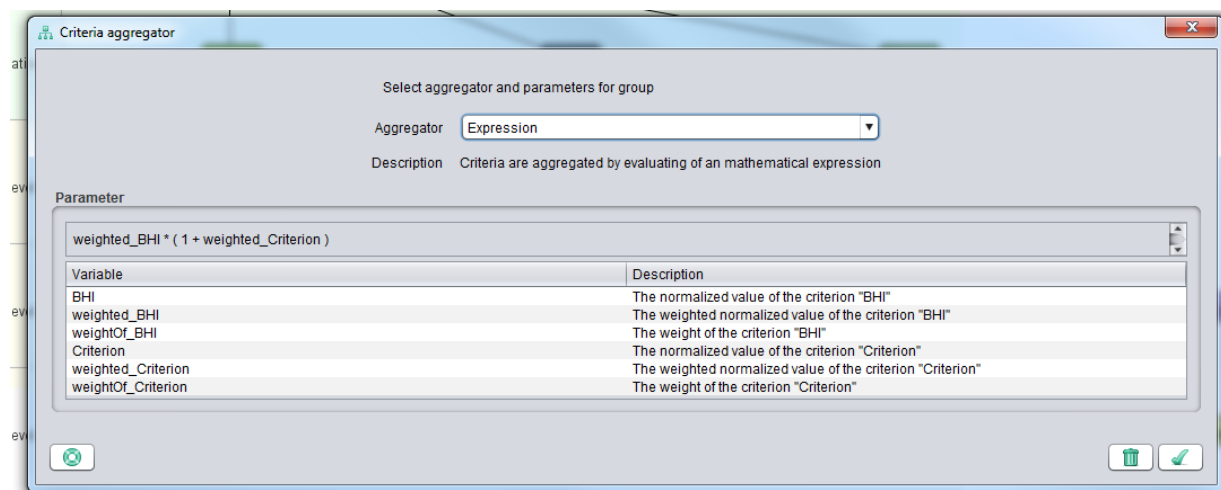 Criteria aggregator
Select aggregator and parameters for group
Aggregator Expression
Description Criteria are aggregated by evaluating of an mathematical expression
Parameter
weighted_BHI * ( 1 + weighted_Criterion )
Variable Description
BHI The normalized value of the criterion "BHI"
weighted_BHI The weighted normalized value of the criterion "BHI"
weightOf_BHI The weight of the criterion "BHI"
Criterion The normalized value of the criterion "Criterion"
weighted_Criterion The weighted normalized value of the criterion "Criterion"
weightOf_Criterion The weight of the criterion "Criterion"